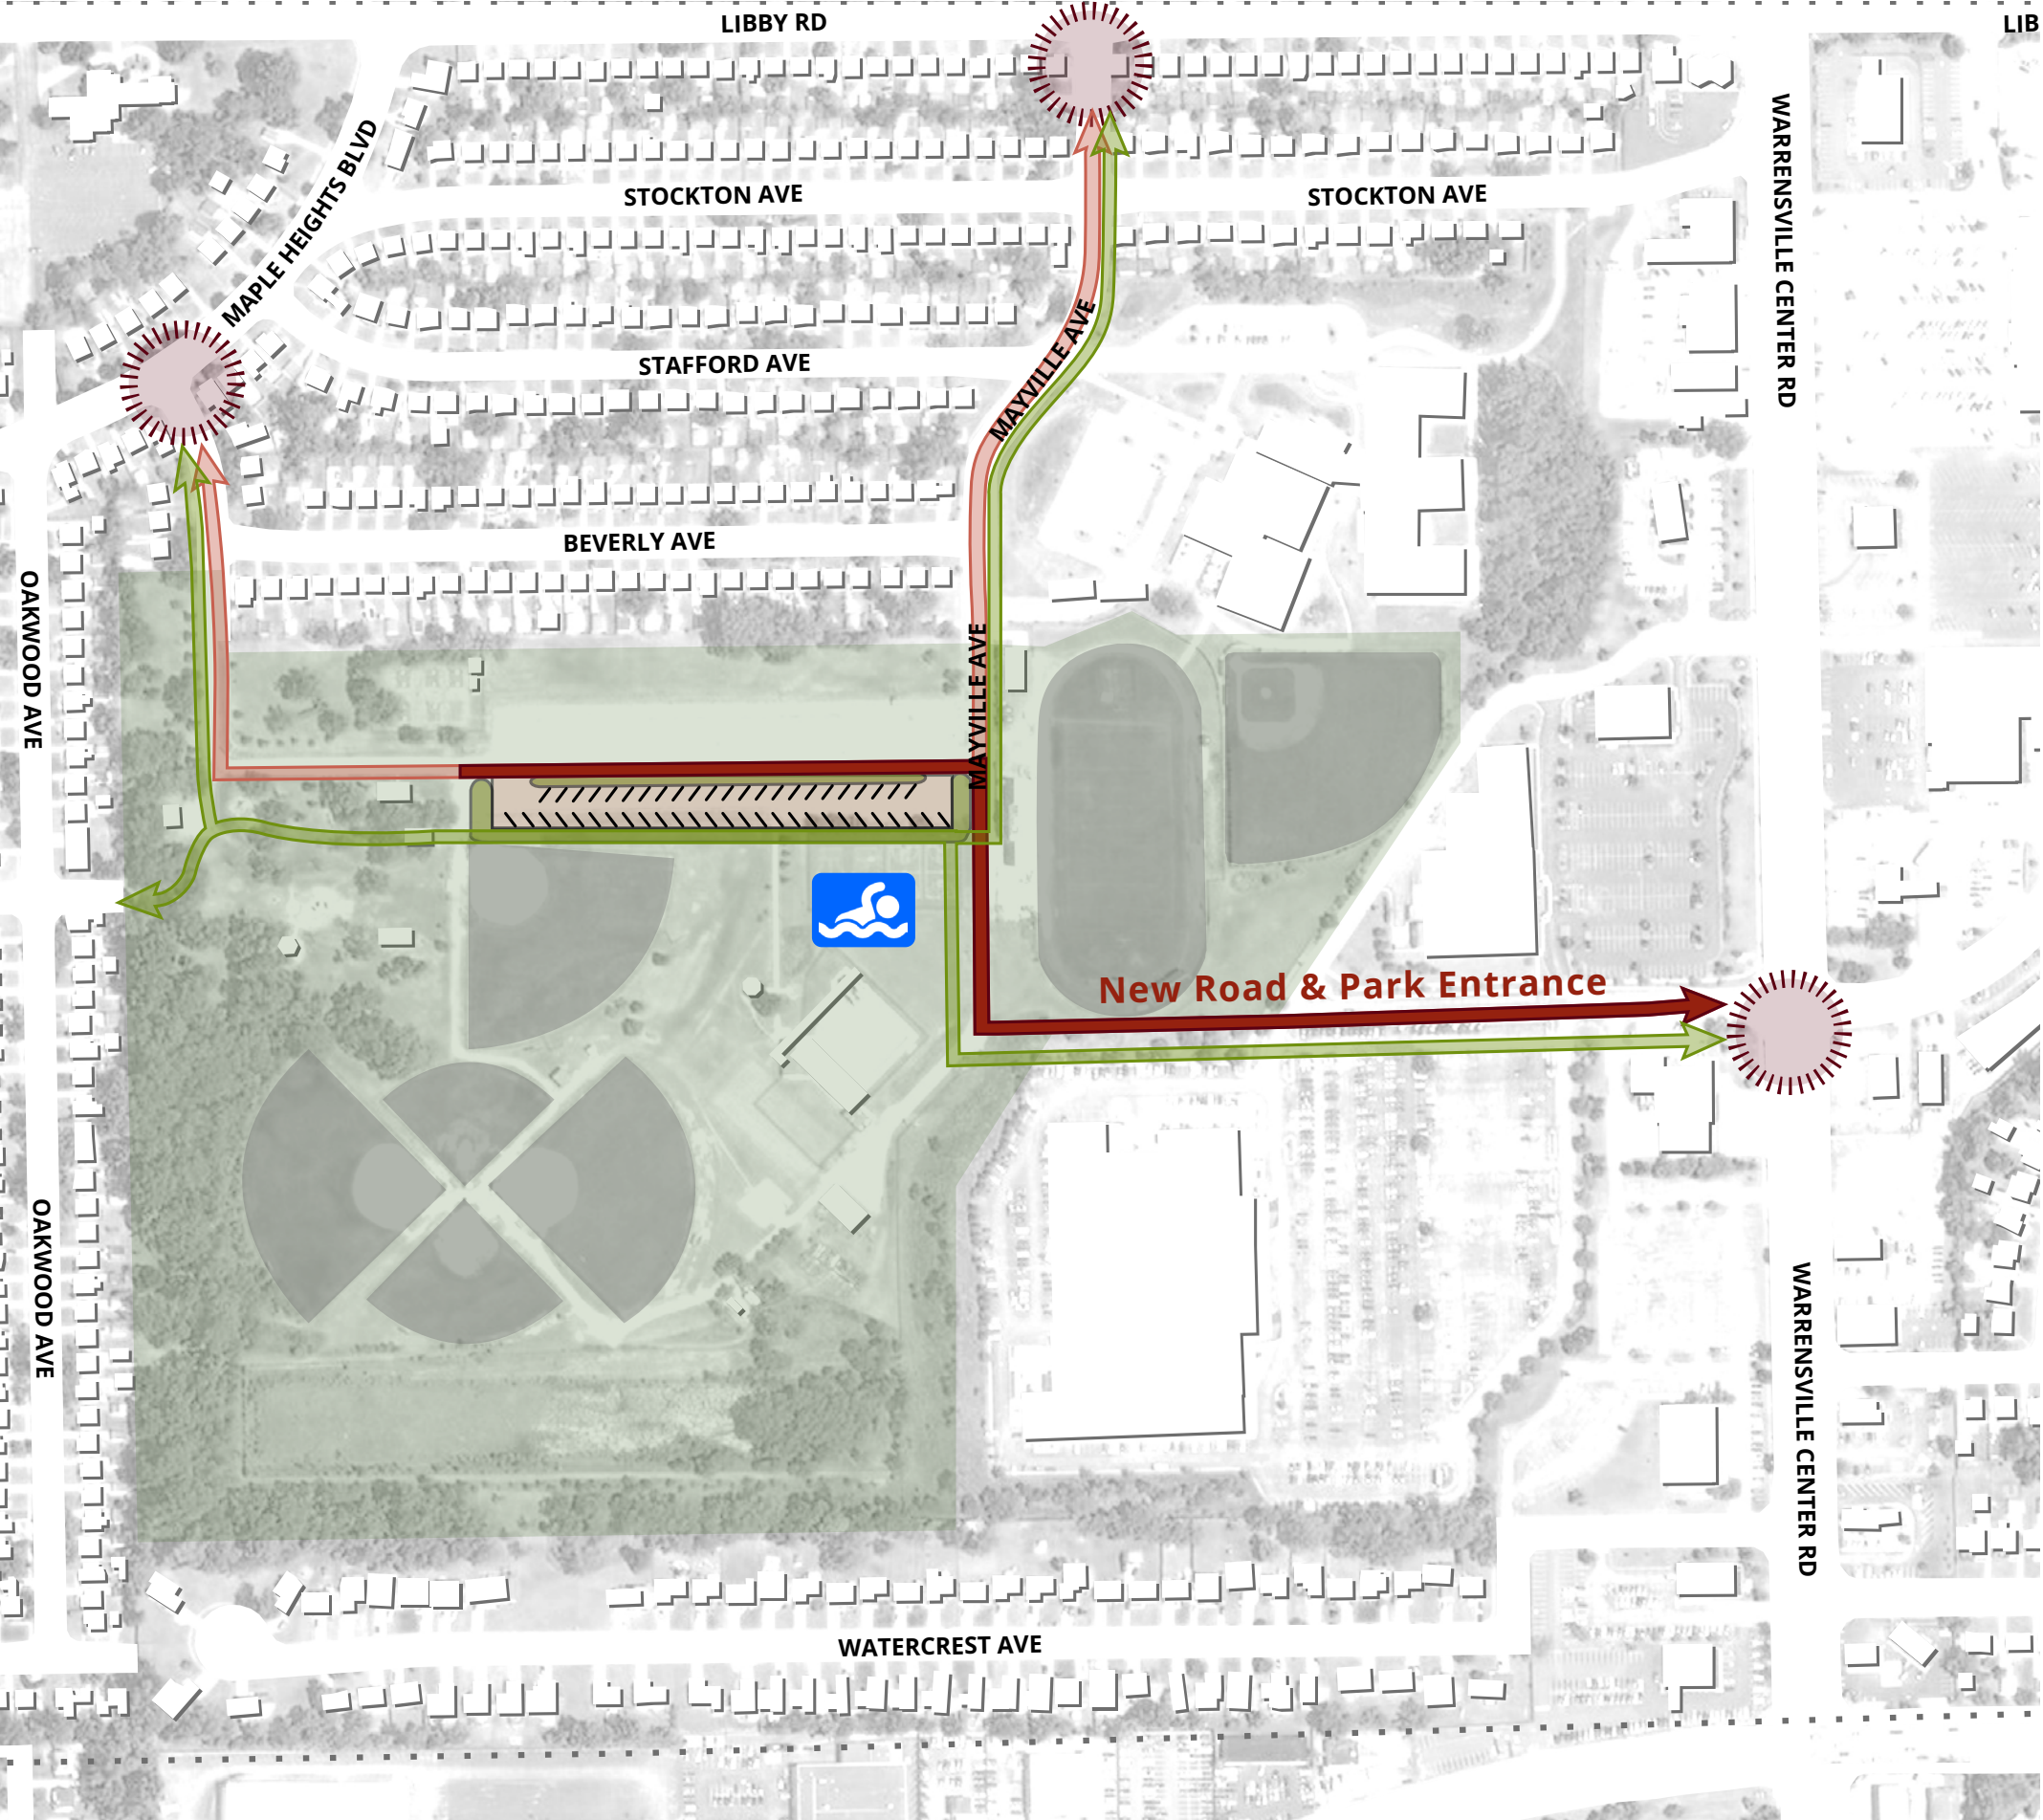 LIBBY RD
LIB
MAPLE HEIGHTS BLVD
STOCKTON AVE
STOCKTON AVE
WARRENSVILLE CENTER RD
STAFFORD AVE
MAYVILLE AVE
BEVERLY AVE
OAKWOOD AVE
MAYVILLE AVE
New Road & Park Entrance
OAKWOOD AVE
WARRENSVILLE CENTER RD
WATERCREST AVE